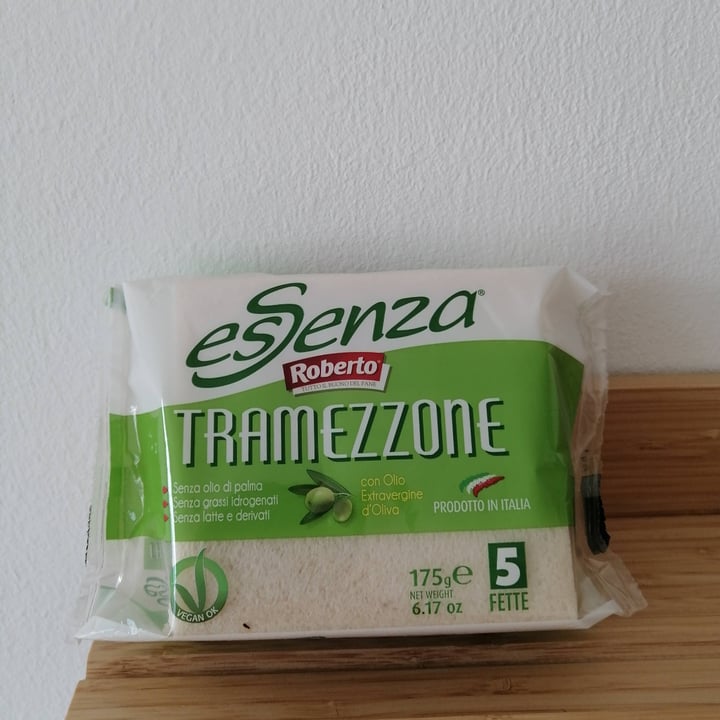 esSenza®
Roberto®
TUTTO IL BUONO DEL PANE
TRAMEZZONE
Senza olio di palma
Senza grassi idrogenati
Senza latte e derivati
con Olio
Extravergine
d'Oliva
PRODOTTO IN ITALIA
VEGAN OK
175g e
NET WEIGHT
6.17 oz
5
FETTE